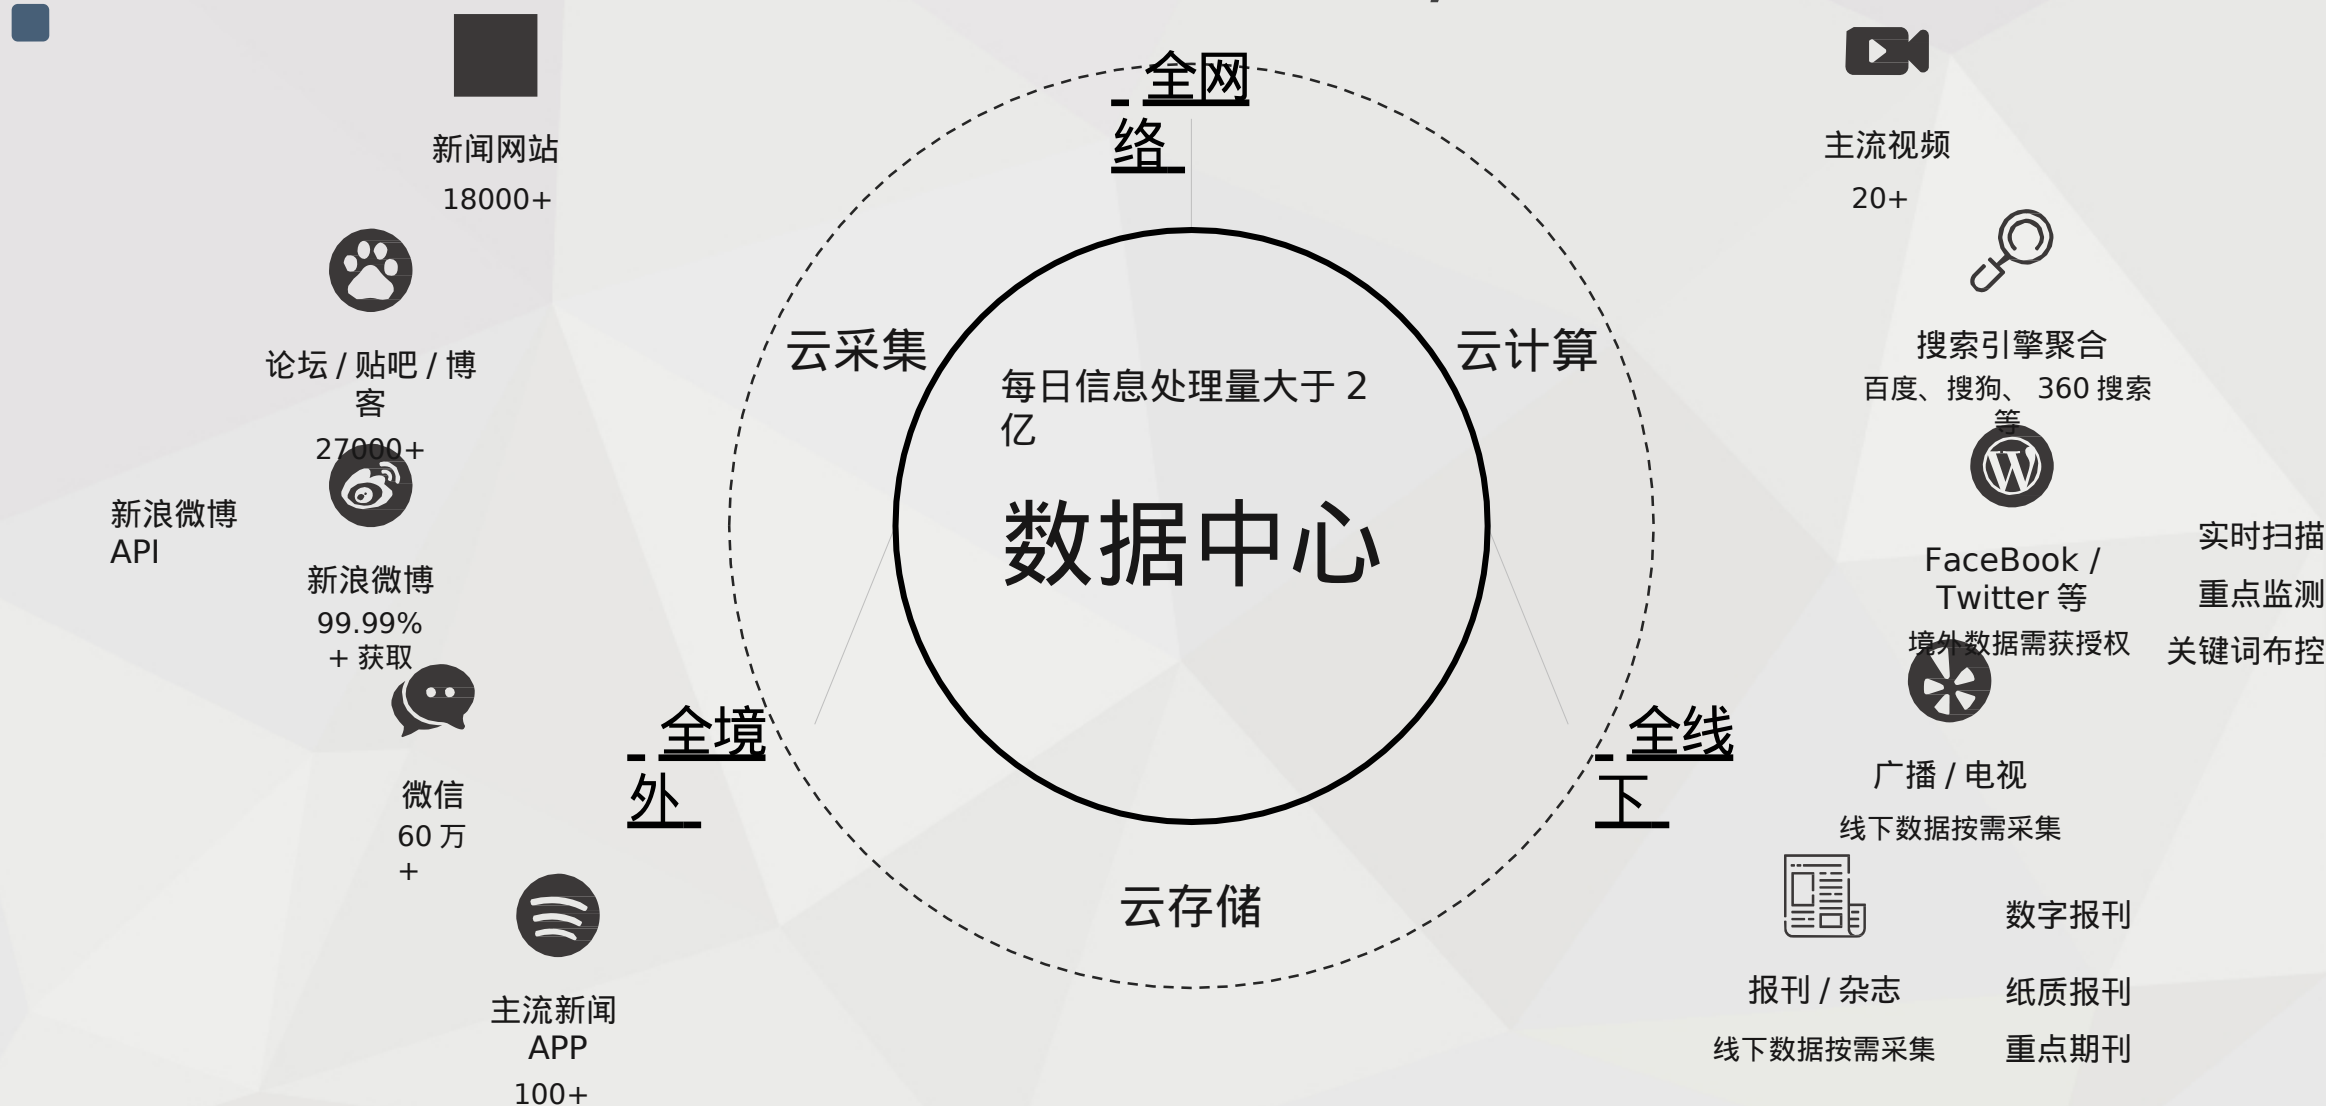 新闻网站
18000+
论坛 / 贴吧 / 博
客
27000+
新浪微博
API
新浪微博
99.99%
+ 获取
微信
60 万
+
主流新闻
APP
100+
全网
络
云采集
云计算
每日信息处理量大于 2
亿
数据中心
全境
外
全线
下
云存储
主流视频
20+
搜索引擎聚合
百度、搜狗、 360 搜索
等
FaceBook /
Twitter 等
境外数据需获授权
实时扫描
重点监测
关键词布控
广播 / 电视
线下数据按需采集
报刊 / 杂志
线下数据按需采集
数字报刊
纸质报刊
重点期刊